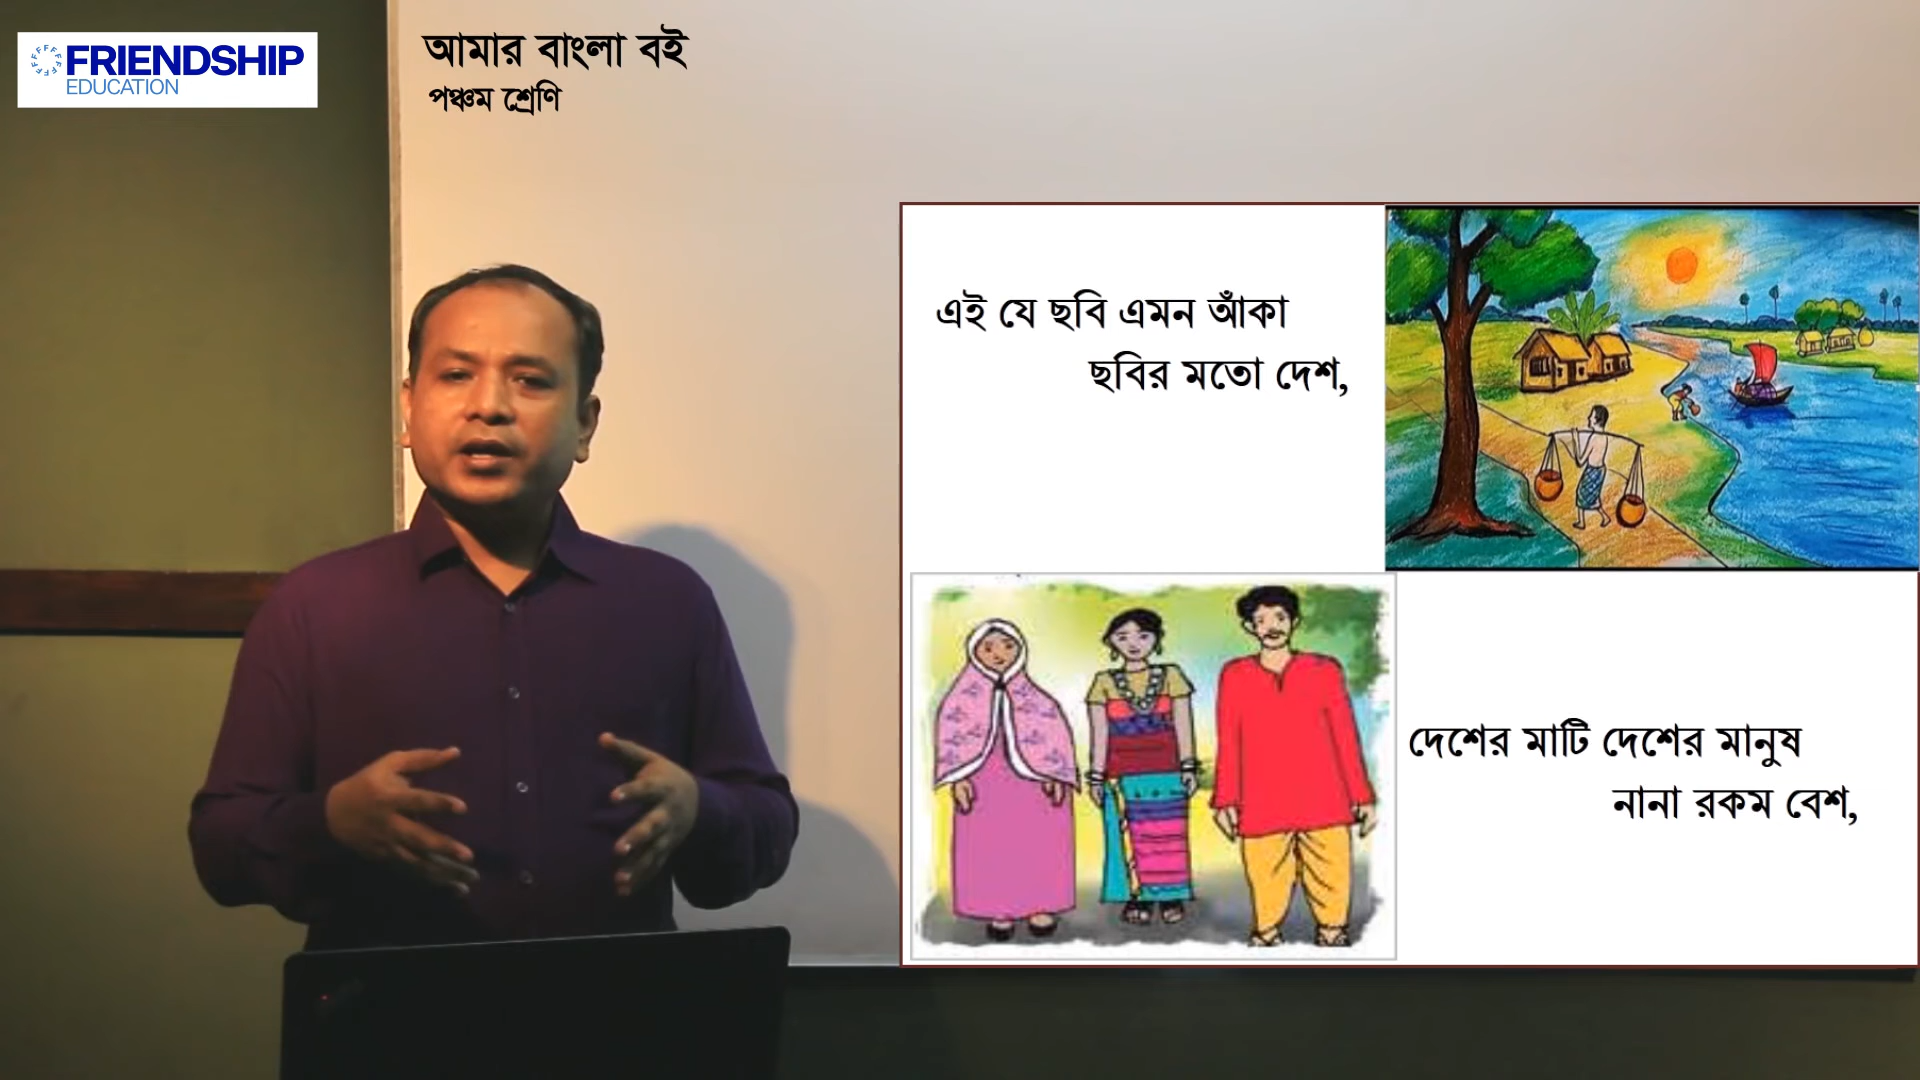 FRIENDSHIP
EDUCATION
আমার বাংলা বই
পঞ্চম শ্রেণি
এই যে ছবি এমন আঁকা
ছবির মতো দেশ,
দেশের মাটি দেশের মানুষ
নানা রকম বেশ,